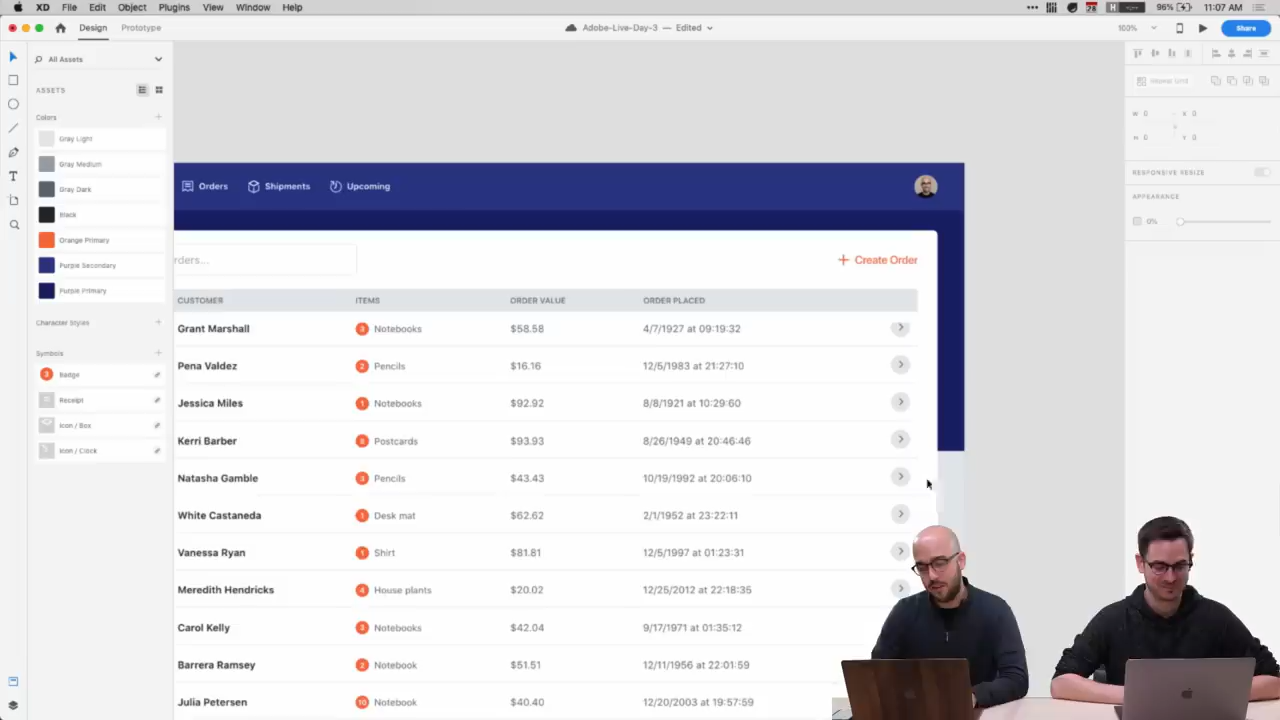 XD File Edit Object Plugins View Window Help
96% 11:07 AM
Design Prototype
Adobe-Live-Day-3 — Edited
100%
Share
All Assets
ASSETS
Colors
Gray Light
Gray Medium
Gray Dark
Black
Orange Primary
Purple Secondary
Purple Primary
Character Styles
Symbols
3 Badge
Receipt
Icon / Box
Icon / Clock
Orders Shipments Upcoming
rders...
+ Create Order
CUSTOMER ITEMS ORDER VALUE ORDER PLACED
Grant Marshall 3 Notebooks $58.58 4/7/1927 at 09:19:32
Pena Valdez 2 Pencils $16.16 12/5/1983 at 21:27:10
Jessica Miles 1 Notebooks $92.92 8/8/1921 at 10:29:60
Kerri Barber Postcards $93.93 8/26/1949 at 20:46:46
Natasha Gamble 3 Pencils $43.43 10/19/1992 at 20:06:10
White Castaneda 1 Desk mat $62.62 2/1/1952 at 23:22:11
Vanessa Ryan 1 Shirt $81.81 12/5/1997 at 01:23:31
Meredith Hendricks 4 House plants $20.02 12/25/2012 at 22:18:35
Carol Kelly 3 Notebooks $42.04 9/17/1971 at 01:35:12
Barrera Ramsey 2 Notebook $51.51 12/11/1956 at 22:01:59
Julia Petersen 10 Notebook $40.40 12/20/2003 at 19:57:59
Repeat Grid
W 0 X 0
H 0 Y 0
RESPONSIVE RESIZE
APPEARANCE
0%